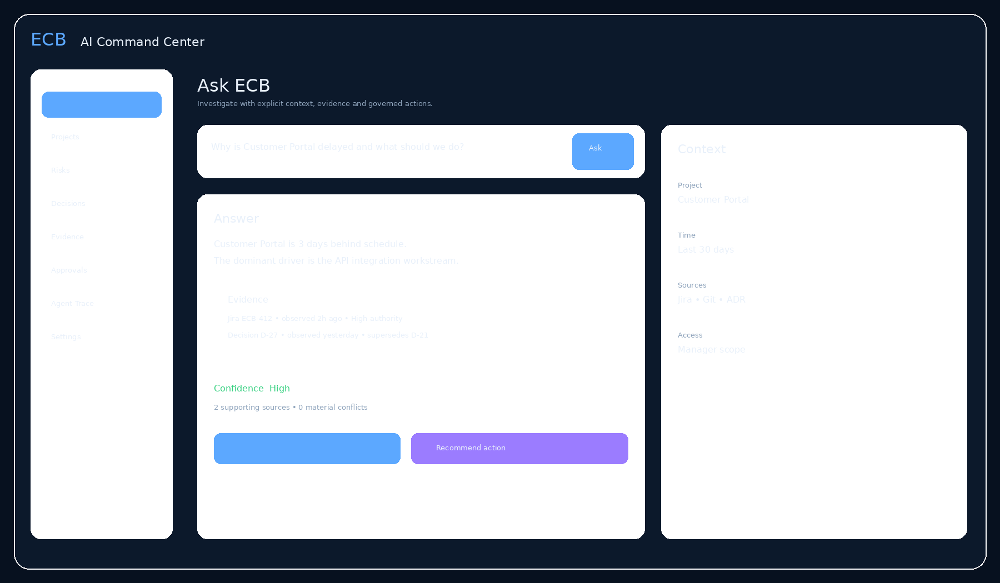 ECB AI Command Center
Projects
Risks
Decisions
Evidence
Approvals
Agent Trace
Settings
Ask ECB
Investigate with explicit context, evidence and governed actions.
Why is Customer Portal delayed and what should we do?
Ask
Answer
Customer Portal is 3 days behind schedule.
The dominant driver is the API integration workstream.
Evidence
Jira ECB-412 • observed 2h ago • High authority
Decision D-27 • observed yesterday • supersedes D-21
Confidence High
2 supporting sources • 0 material conflicts
Recommend action
Context
Project
Customer Portal
Time
Last 30 days
Sources
Jira • Git • ADR
Access
Manager scope